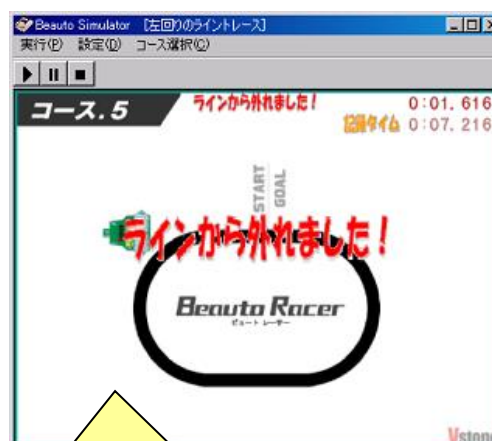 Beauto Simulator [左回りのライントレース]
実行(P) 設定(D) コース選択(C)
コース.5
ラインから外れました!
0:01.616
記録タイム 0:07.216
START
GOAL
ラインから外れました!
Beauto Racer
ビュート レーサー
Vstone